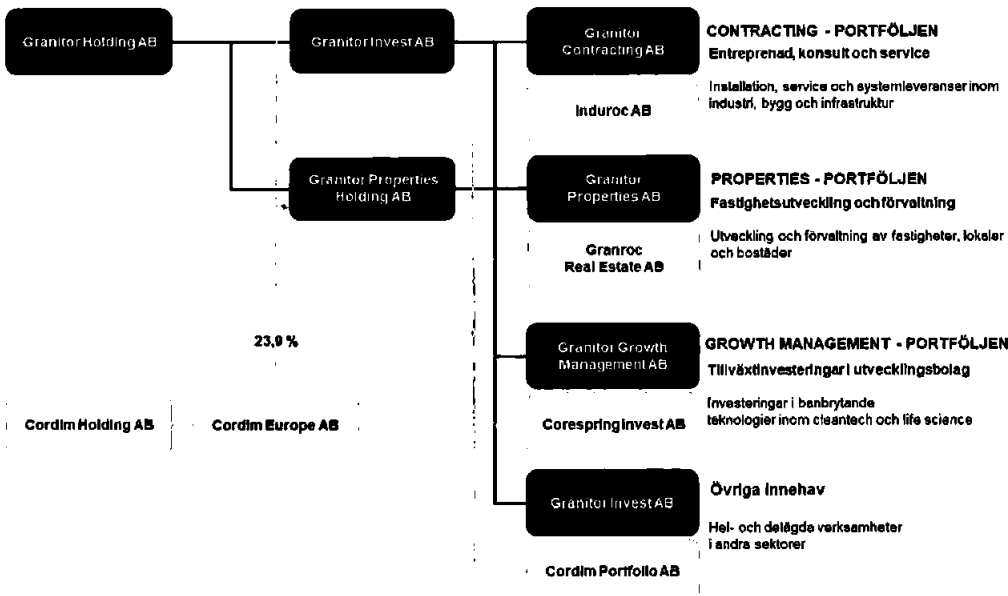 Granitor Holding AB
Granitor Invest AB
Granitor
Contracting AB
CONTRACTING - PORTFÖLJEN
Entreprenad, konsult och service
Installation, service och systemleveranser inom
industri, bygg och infrastruktur
Induroc AB
Granitor Properties
Holding AB
Granitor
Properties AB
PROPERTIES - PORTFÖLJEN
Fastighetsutveckling och förvaltning
Utveckling och förvaltning av fastigheter, lokaler
och bostäder
Granroc
Real Estate AB
23,9 %
Granitor Growth
Management AB
GROWTH MANAGEMENT - PORTFÖLJEN
Tillväxtinvesteringar i utvecklingsbolag
Investeringar i banbrytande
teknologier inom cleantech och life science
Cordim Holding AB
Cordim Europe AB
Corespring Invest AB
Granitor Invest AB
Övriga innehav
Hel- och delägda verksamheter
i andra sektorer
Cordim Portfolio AB